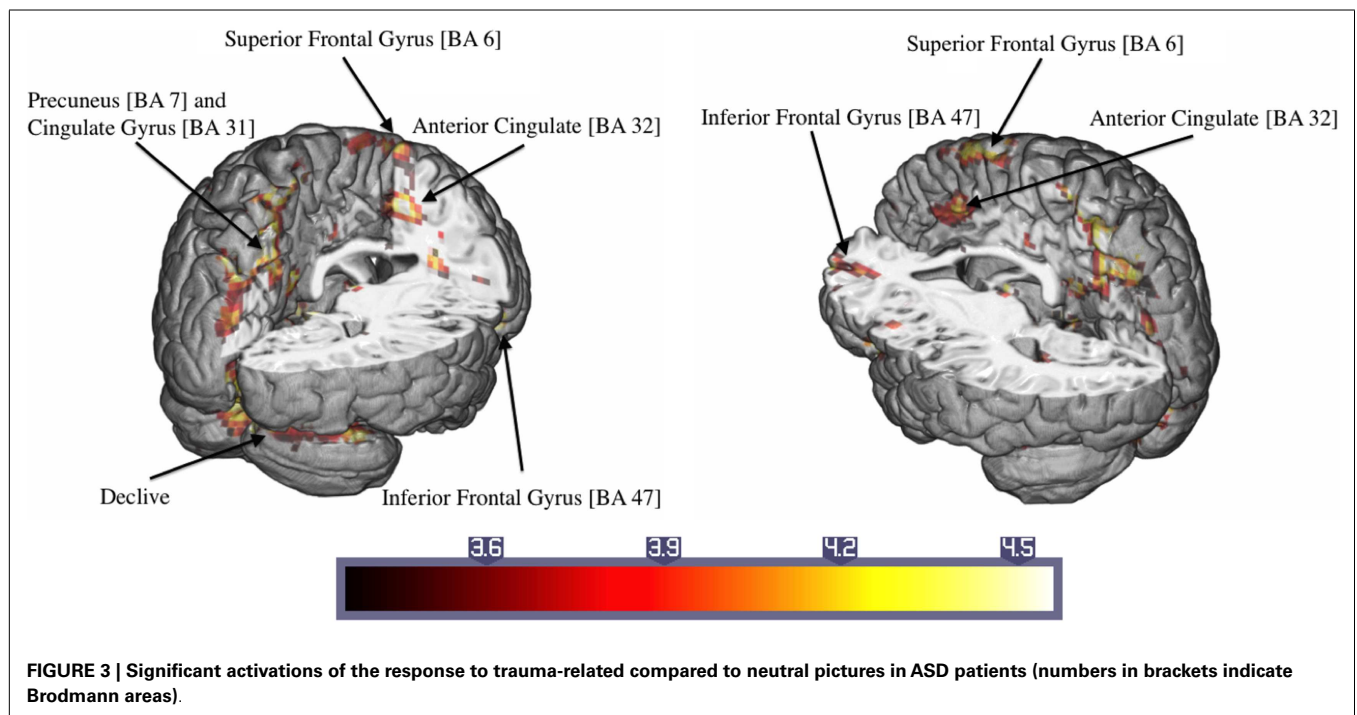 Superior Frontal Gyrus [BA 6]
Precuneus [BA 7] and
Cingulate Gyrus [BA 31]
Anterior Cingulate [BA 32]
Declive
Inferior Frontal Gyrus [BA 47]
Superior Frontal Gyrus [BA 6]
Inferior Frontal Gyrus [BA 47]
Anterior Cingulate [BA 32]
3.6 3.9 4.2 4.5
FIGURE 3 | Significant activations of the response to trauma-related compared to neutral pictures in ASD patients (numbers in brackets indicate
Brodmann areas).